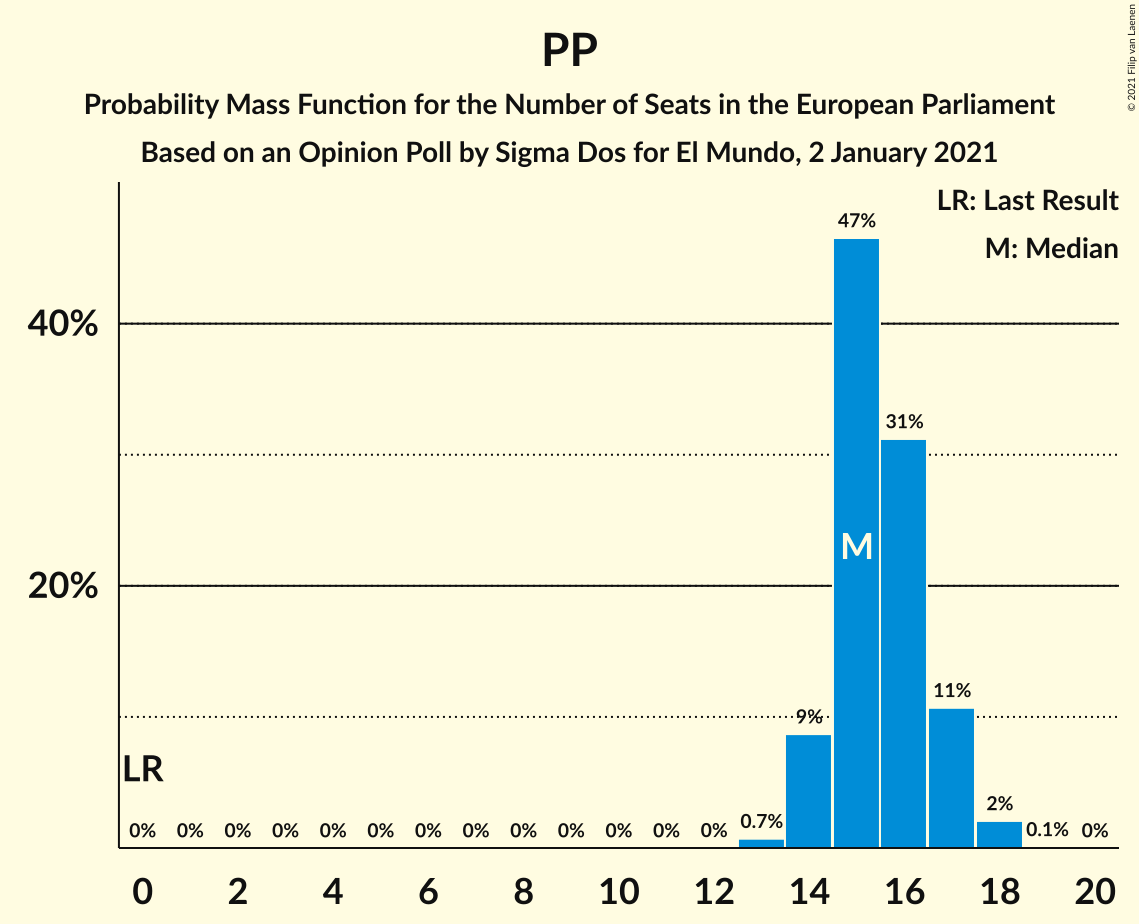 PP
Probability Mass Function for the Number of Seats in the European Parliament
Based on an Opinion Poll by Sigma Dos for El Mundo, 2 January 2021
© 2021 Filip van Laenen
LR: Last Result
M: Median
47%
40%
31%
M
20%
11%
9%
LR
2%
0% 0% 0% 0% 0% 0% 0% 0% 0% 0% 0% 0% 0% 0.7% 0.1% 0%
0 2 4 6 8 10 12 14 16 18 20